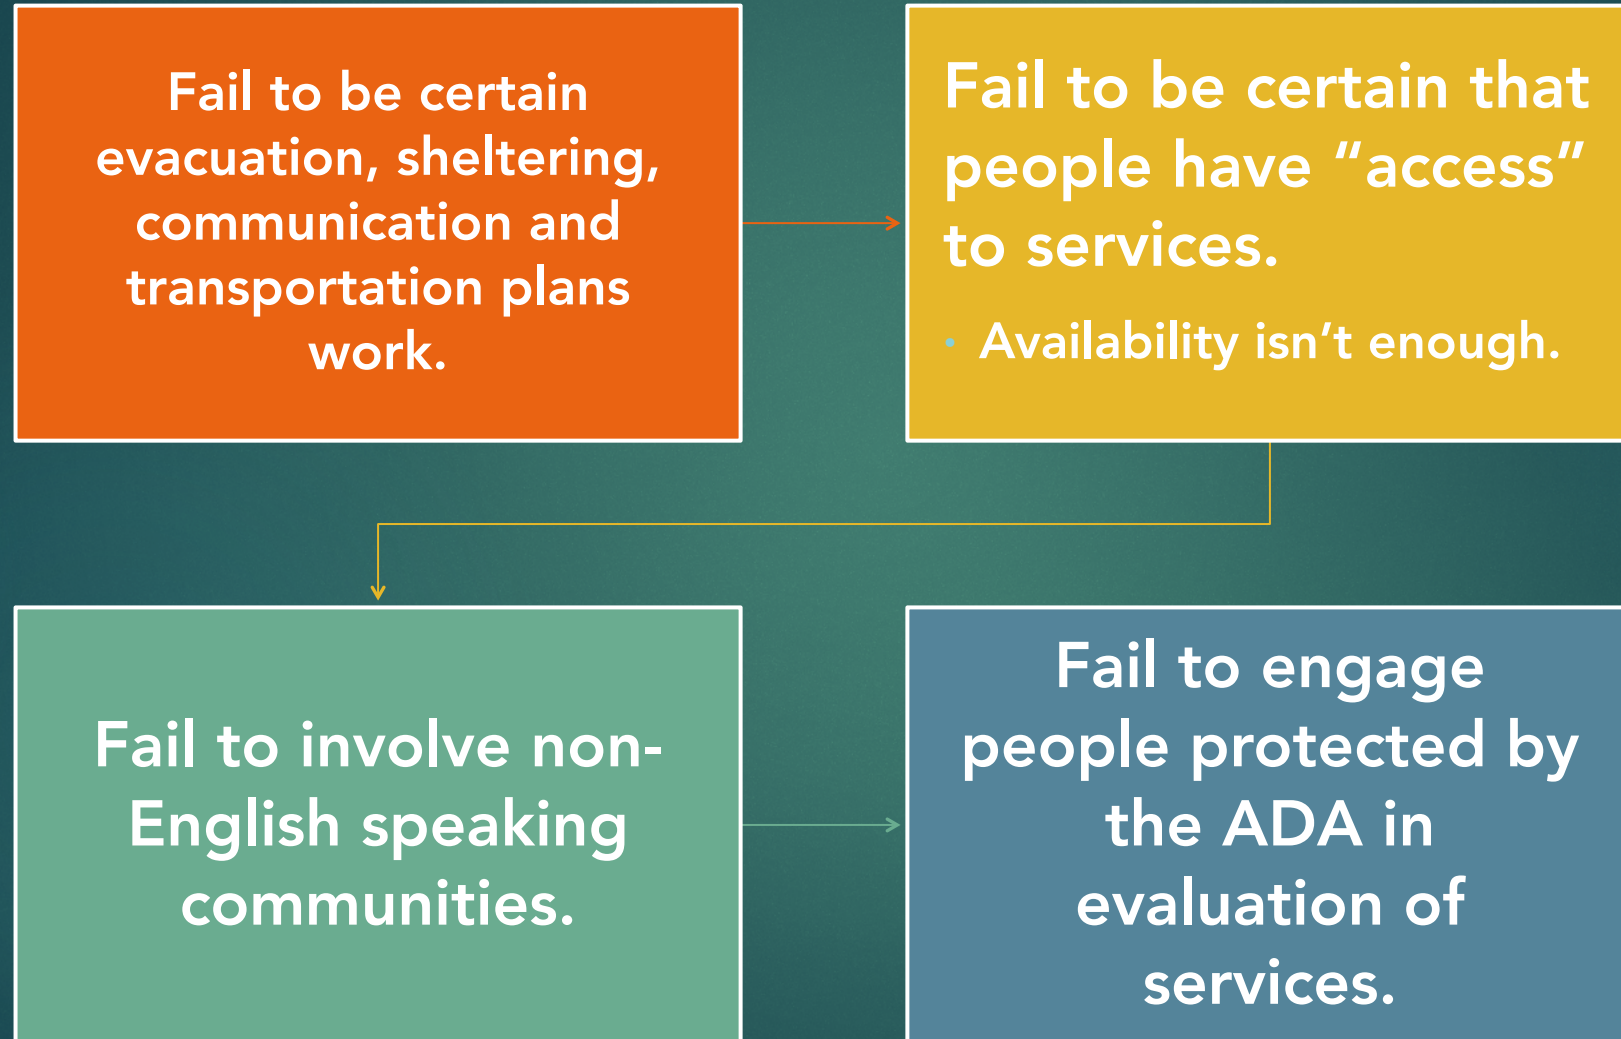 Fail to be certain
evacuation, sheltering,
communication and
transportation plans
work.
Fail to be certain that
people have “access”
to services.
• Availability isn’t enough.
Fail to involve non-
English speaking
communities.
Fail to engage
people protected by
the ADA in
evaluation of
services.